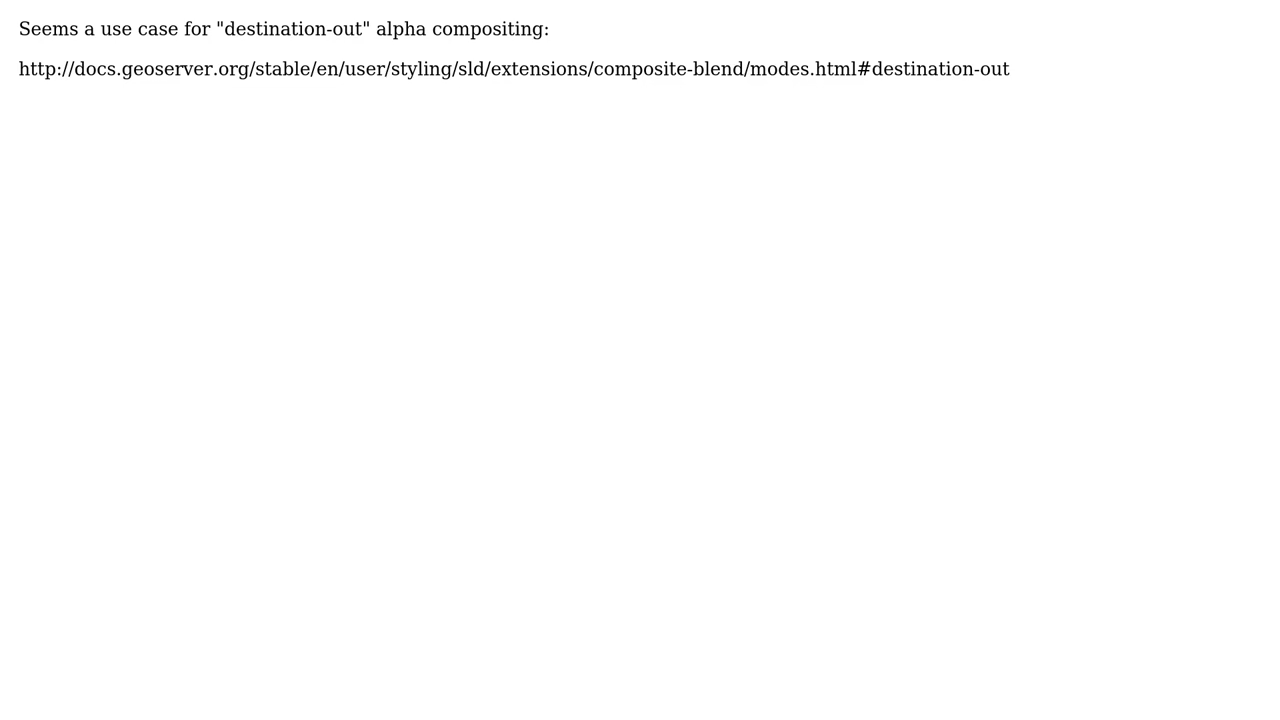 Seems a use case for "destination-out" alpha compositing:
http://docs.geoserver.org/stable/en/user/styling/sld/extensions/composite-blend/modes.html#destination-out